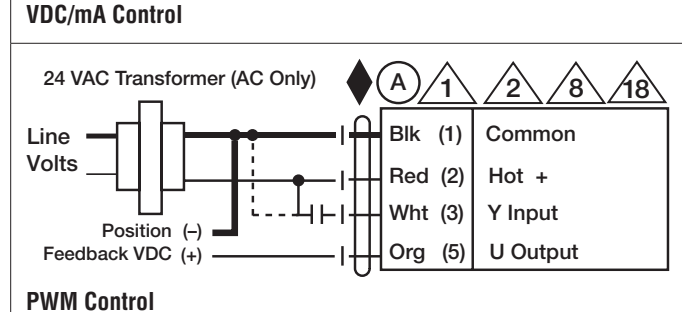 VDC/mA Control
24 VAC Transformer (AC Only)
A 1 2 8 18
Line
Volts
Blk (1) Common
Red (2) Hot +
Wht (3) Y Input
Position (–)
Feedback VDC (+)
Org (5) U Output
PWM Control